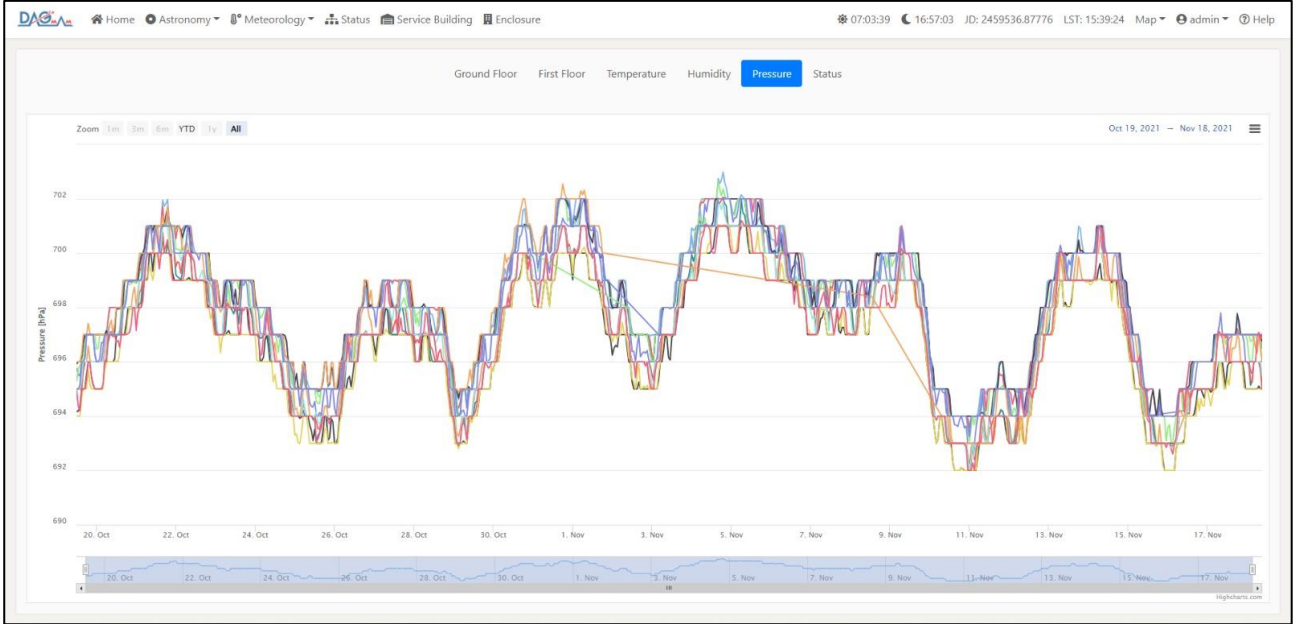 DAG Home Astronomy Meteorology Status Service Building Enclosure 07:03:39 16:57:03 JD: 2459536.87776 LST: 15:39:24 Map admin Help
Ground Floor First Floor Temperature Humidity Pressure Status
Zoom 1m 3m 6m YTD 1y All Oct 19, 2021 → Nov 18, 2021
702
700
698
696
694
692
690
Pressure [hPa]
20. Oct 22. Oct 24. Oct 26. Oct 28. Oct 30. Oct 1. Nov 3. Nov 5. Nov 7. Nov 9. Nov 11. Nov 13. Nov 15. Nov 17. Nov
20. Oct 22. Oct 24. Oct 26. Oct 28. Oct 30. Oct 1. Nov 3. Nov 5. Nov 7. Nov 9. Nov 11. Nov 13. Nov 15. Nov 17. Nov
Highcharts.com